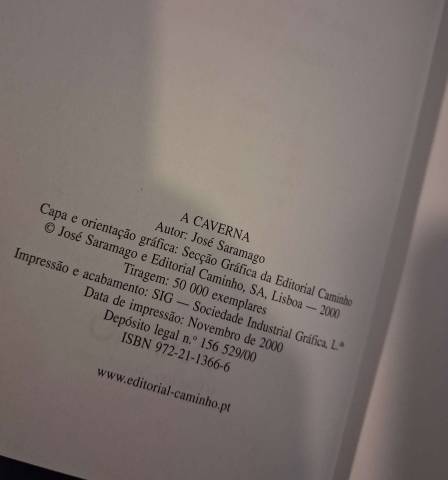 A CAVERNA
Autor: José Saramago
Capa e orientação gráfica: Secção Gráfica da Editorial Caminho
© José Saramago e Editorial Caminho, SA, Lisboa — 2000
Tiragem: 50 000 exemplares
Impressão e acabamento: SIG — Sociedade Industrial Gráfica, L.ᵈᵃ
Data de impressão: Novembro de 2000
Depósito legal n.º 156 529/00
ISBN 972-21-1366-6
www.editorial-caminho.pt